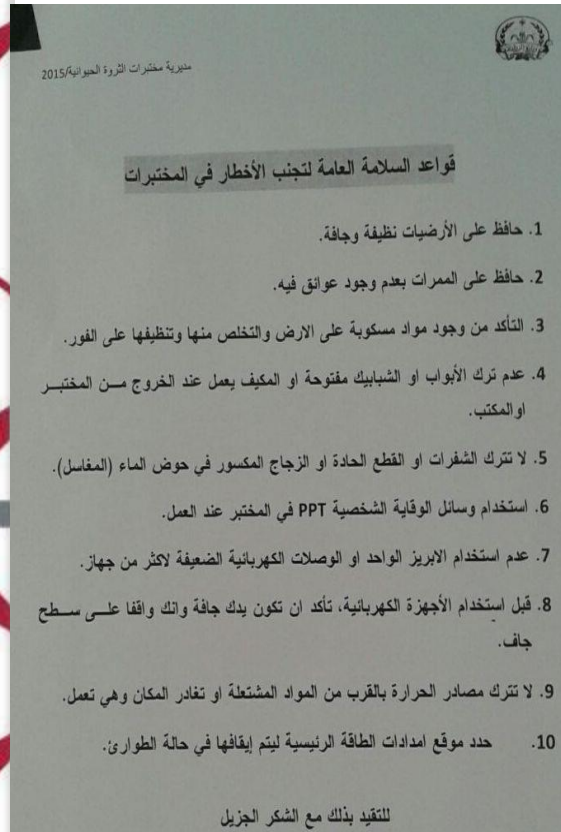 مديرية مختبرات الثروة الحيوانية/2015
قواعد السلامة العامة لتجنب الأخطار في المختبرات
1. حافظ على الأرضيات نظيفة وجافة.
2. حافظ على الممرات بعدم وجود عوائق فيه.
3. التأكد من وجود مواد مسكوبة على الارض والتخلص منها وتنظيفها على الفور.
4. عدم ترك الأبواب او الشبابيك مفتوحة او المكيف يعمل عند الخروج مـــن المختبـــر
اوالمكتب.
5. لا تترك الشفرات او القطع الحادة او الزجاج المكسور في حوض الماء (المغاسل).
6. استخدام وسائل الوقاية الشخصية PPT في المختبر عند العمل.
7. عدم استخدام الابريز الواحد او الوصلات الكهربائية الضعيفة لاكثر من جهاز.
8. قبل استخدام الأجهزة الكهربائية، تأكد ان تكون يدك جافة وانك واقفا علـــى ســـطح
جاف.
9. لا تترك مصادر الحرارة بالقرب من المواد المشتعلة او تغادر المكان وهي تعمل.
10. حدد موقع امدادات الطاقة الرئيسية ليتم إيقافها في حالة الطوارئ.
للتقيد بذلك مع الشكر الجزيل